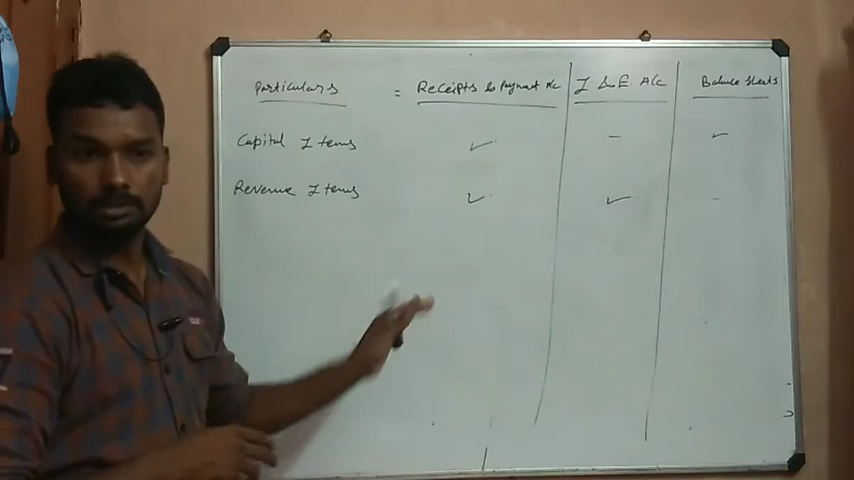 Particulars = Receipts & Payment A/c I & E A/c Balance Sheets
Capital Items ✓ - ✓
Revenue Items ✓ ✓ -